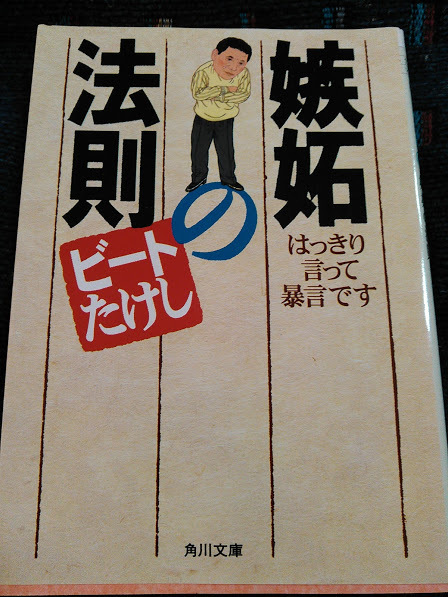 嫉妬
の
法則
はっきり
言って
暴言です
ビート
たけし
角川文庫